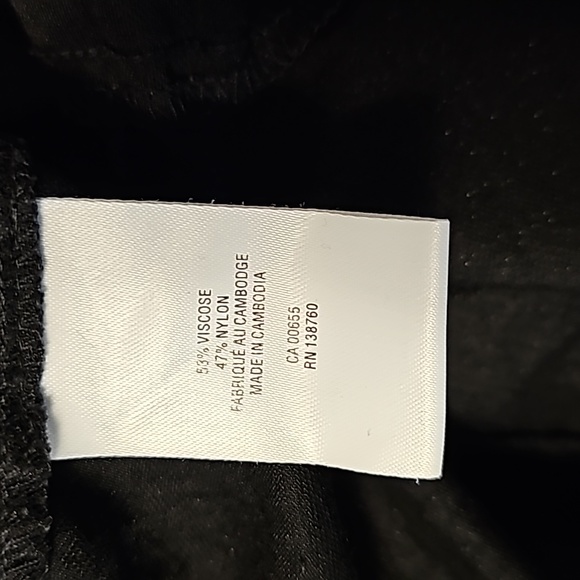 53% VISCOSE
47% NYLON
FABRIQUÉ AU CAMBODGE
MADE IN CAMBODIA
CA 00655
RN 138760